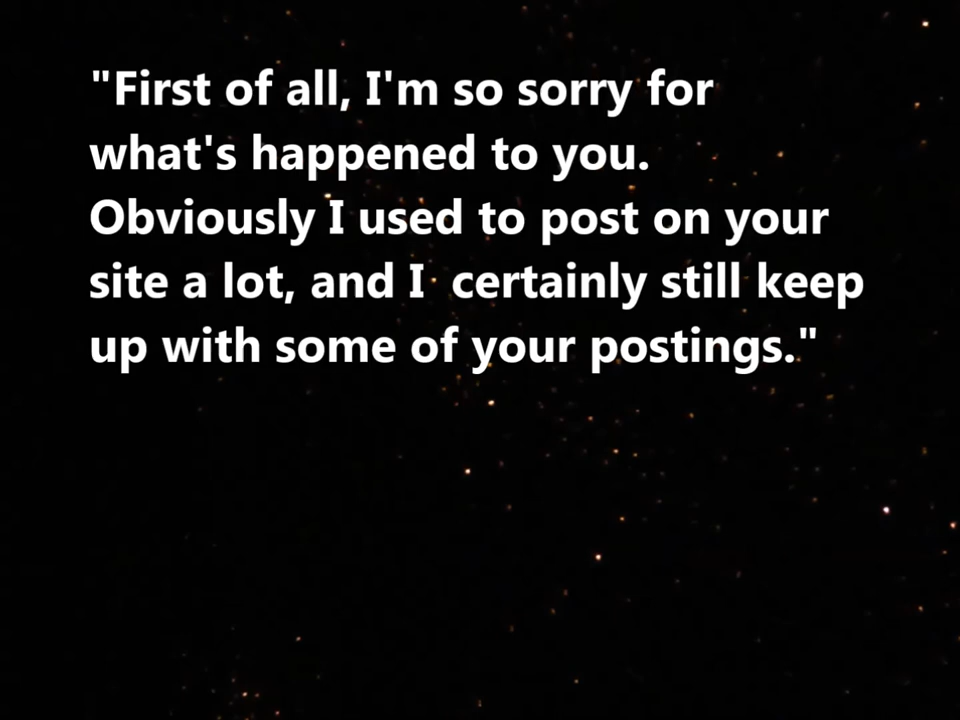 "First of all, I'm so sorry for
what's happened to you.
Obviously I used to post on your
site a lot, and I  certainly still keep
up with some of your postings."